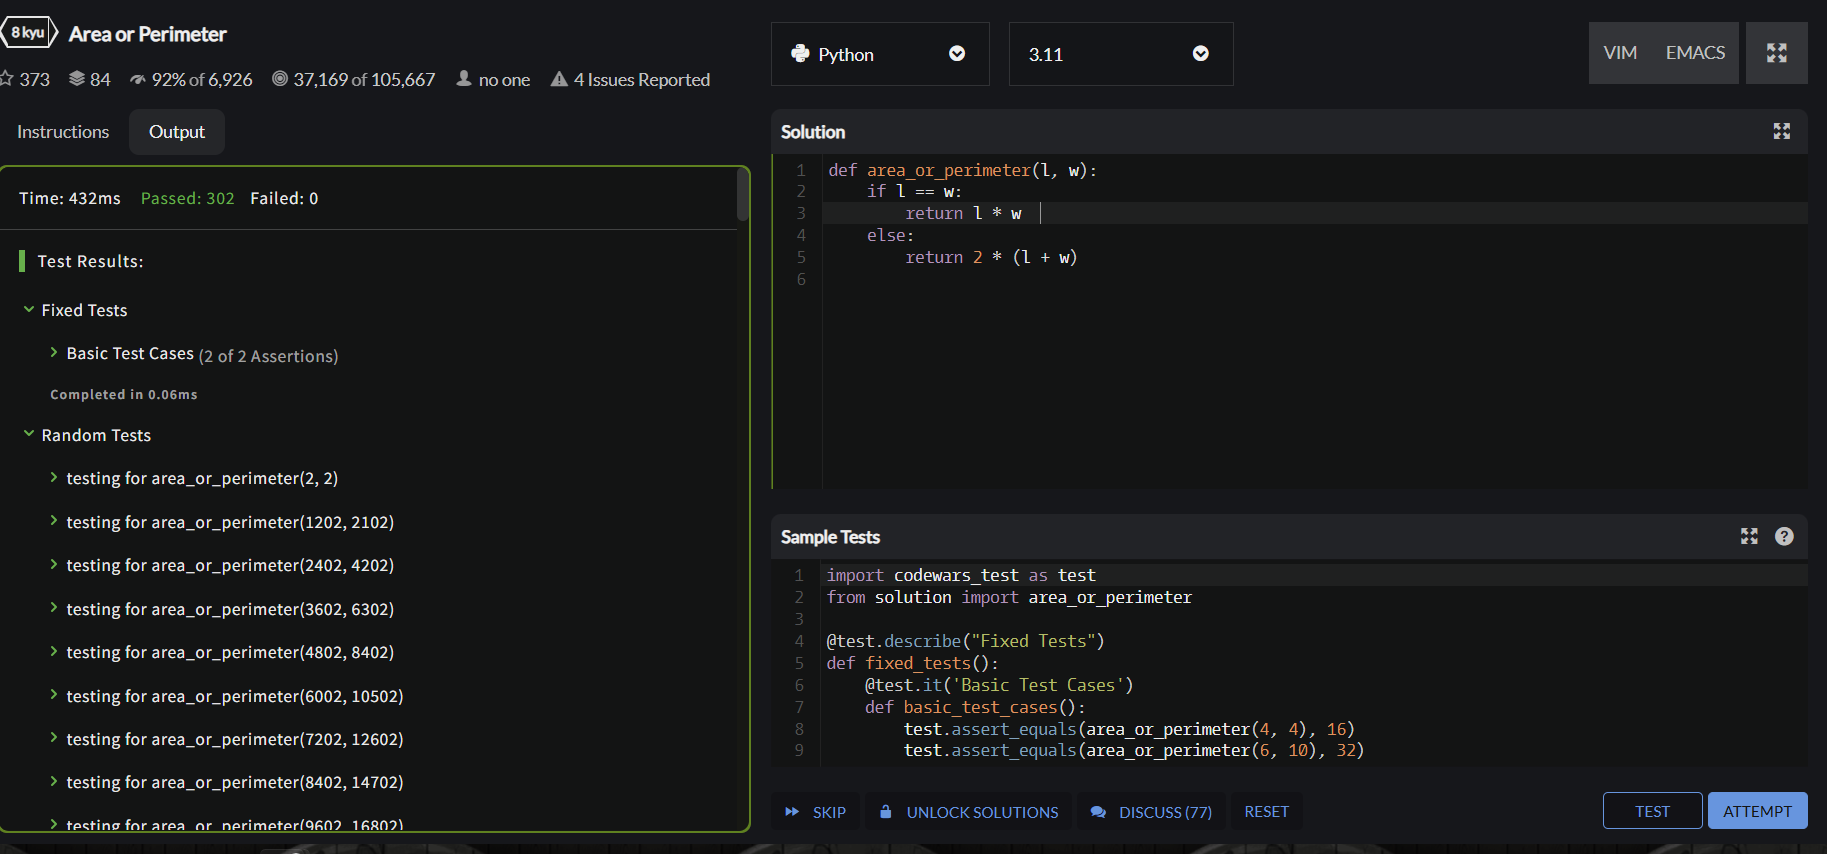 8 kyu Area or Perimeter
373 84 92% of 6,926 37,169 of 105,667 no one 4 Issues Reported
Instructions Output
Time: 432ms Passed: 302 Failed: 0
Test Results:
Fixed Tests
Basic Test Cases (2 of 2 Assertions)
Completed in 0.06ms
Random Tests
testing for area_or_perimeter(2, 2)
testing for area_or_perimeter(1202, 2102)
testing for area_or_perimeter(2402, 4202)
testing for area_or_perimeter(3602, 6302)
testing for area_or_perimeter(4802, 8402)
testing for area_or_perimeter(6002, 10502)
testing for area_or_perimeter(7202, 12602)
testing for area_or_perimeter(8402, 14702)
testing for area_or_perimeter(9602, 16802)
Python 3.11 VIM EMACS
Solution
1 def area_or_perimeter(l, w):
2     if l == w:
3         return l * w
4     else:
5         return 2 * (l + w)
6
Sample Tests
1 import codewars_test as test
2 from solution import area_or_perimeter
3
4 @test.describe("Fixed Tests")
5 def fixed_tests():
6     @test.it('Basic Test Cases')
7     def basic_test_cases():
8         test.assert_equals(area_or_perimeter(4, 4), 16)
9         test.assert_equals(area_or_perimeter(6, 10), 32)
SKIP UNLOCK SOLUTIONS DISCUSS (77) RESET TEST ATTEMPT